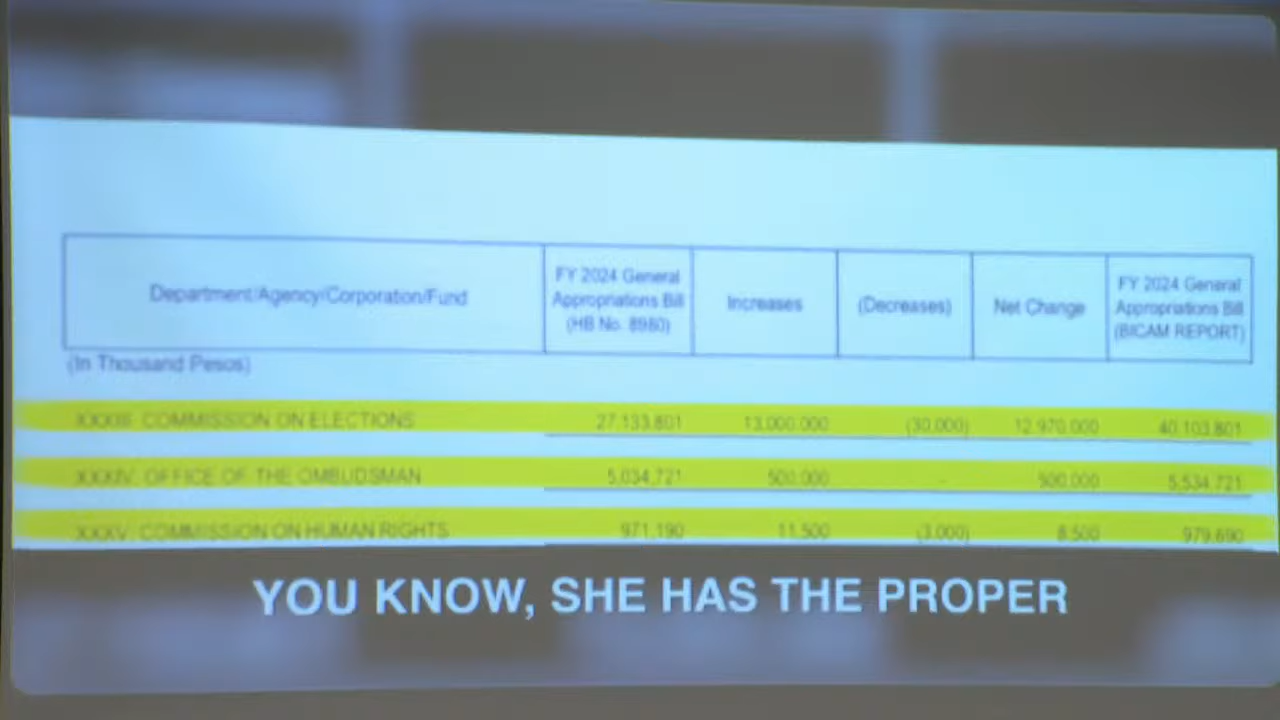 Department/Agency/Corporation/Fund
FY 2024 General
Appropriations Bill
(HB No. 8980)
Increases
(Decreases)
Net Change
FY 2024 General
Appropriations Bill
(BICAM REPORT)
(In Thousand Pesos)
XXXIII. COMMISSION ON ELECTIONS 27,133,801 13,000,000 (30,000) 12,970,000 40,103,801
XXXIV. OFFICE OF THE OMBUDSMAN 5,034,721 500,000 - 500,000 5,534,721
XXXV. COMMISSION ON HUMAN RIGHTS 971,190 11,500 (3,000) 8,500 979,690
YOU KNOW, SHE HAS THE PROPER